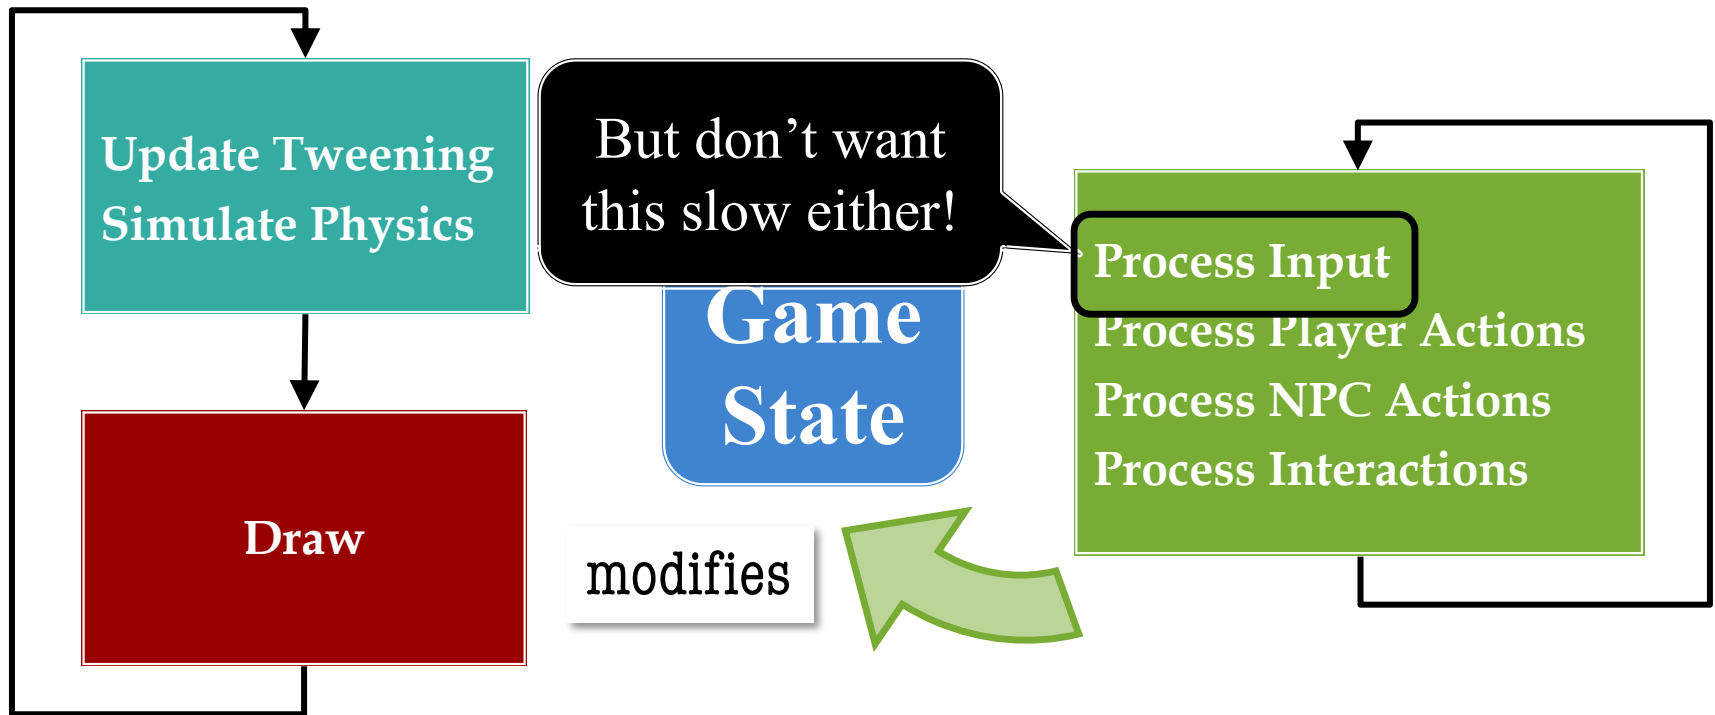 Update Tweening
Simulate Physics
Draw
But don’t want
this slow either!
Game
State
modifies
Process Input
Process Player Actions
Process NPC Actions
Process Interactions